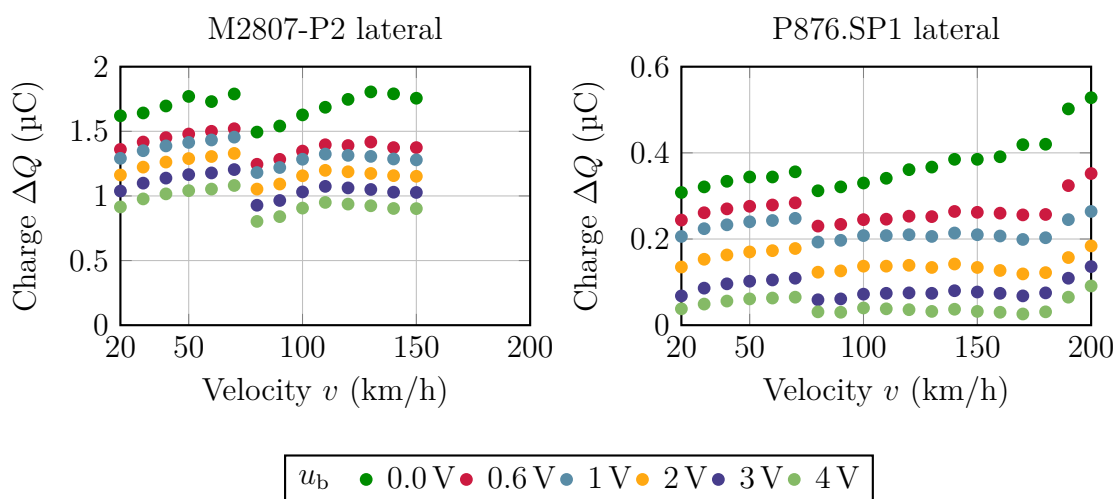 M2807-P2 lateral
P876.SP1 lateral
Charge ΔQ (µC)
2
1.5
1
0.5
0
20
50
100
150
200
Velocity v (km/h)
Charge ΔQ (µC)
0.6
0.4
0.2
0
20
50
100
150
200
Velocity v (km/h)
u_b 0.0 V 0.6 V 1 V 2 V 3 V 4 V